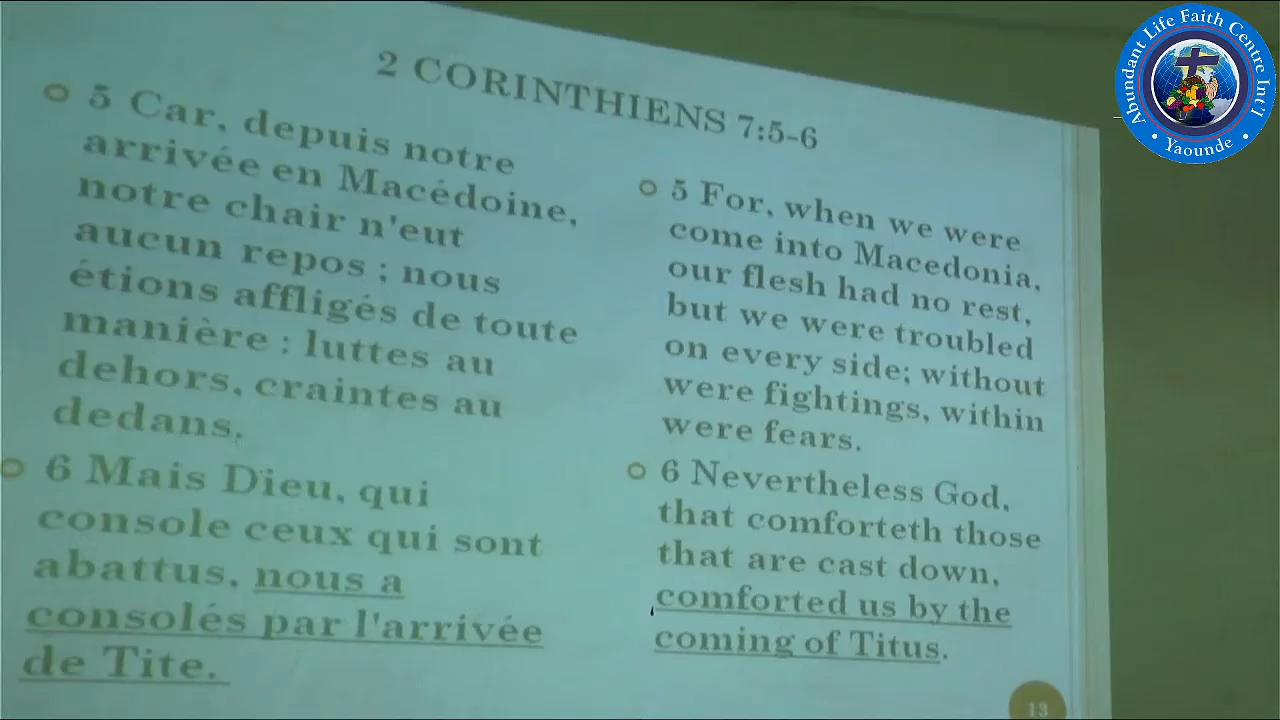 2 CORINTHIENS 7:5-6
5 Car, depuis notre
arrivée en Macédoine,
notre chair n'eut
aucun repos ; nous
étions affligés de toute
manière : luttes au
dehors, craintes au
dedans.
6 Mais Dieu, qui
console ceux qui sont
abattus, nous a
consolés par l'arrivée
de Tite.
5 For, when we were
come into Macedonia,
our flesh had no rest,
but we were troubled
on every side; without
were fightings, within
were fears.
6 Nevertheless God,
that comforteth those
that are cast down,
comforted us by the
coming of Titus.
13
Abundant Life Faith Centre Int'l
• Yaounde •